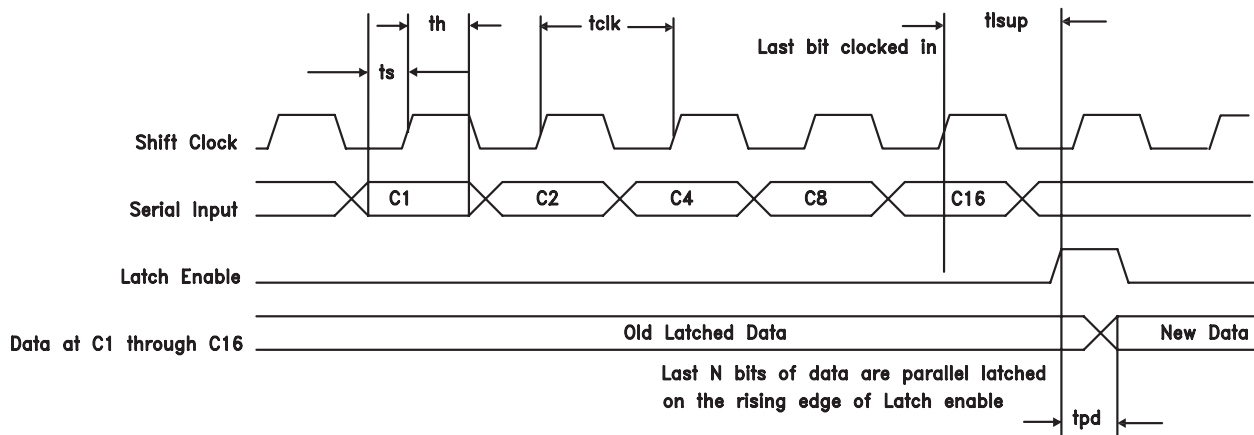 th
tclk
tlsup
Last bit clocked in
ts
Shift Clock
C1 C2 C4 C8 C16
Serial Input
Latch Enable
Old Latched Data
New Data
Data at C1 through C16
Last N bits of data are parallel latched
on the rising edge of Latch enable
tpd